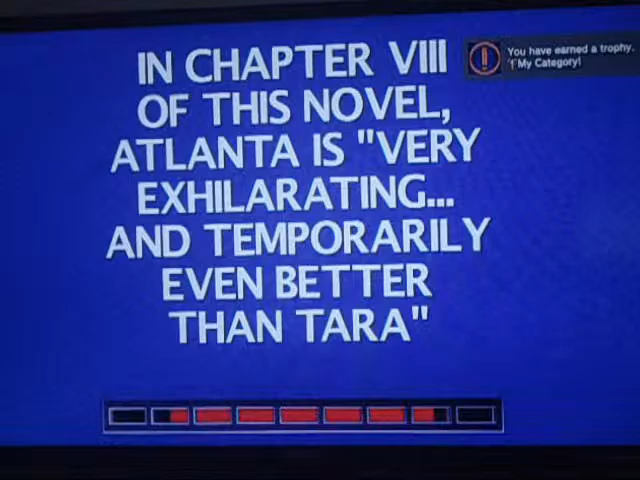 IN CHAPTER VIII
OF THIS NOVEL,
ATLANTA IS "VERY
EXHILARATING...
AND TEMPORARILY
EVEN BETTER
THAN TARA"
You have earned a trophy.
My Category!